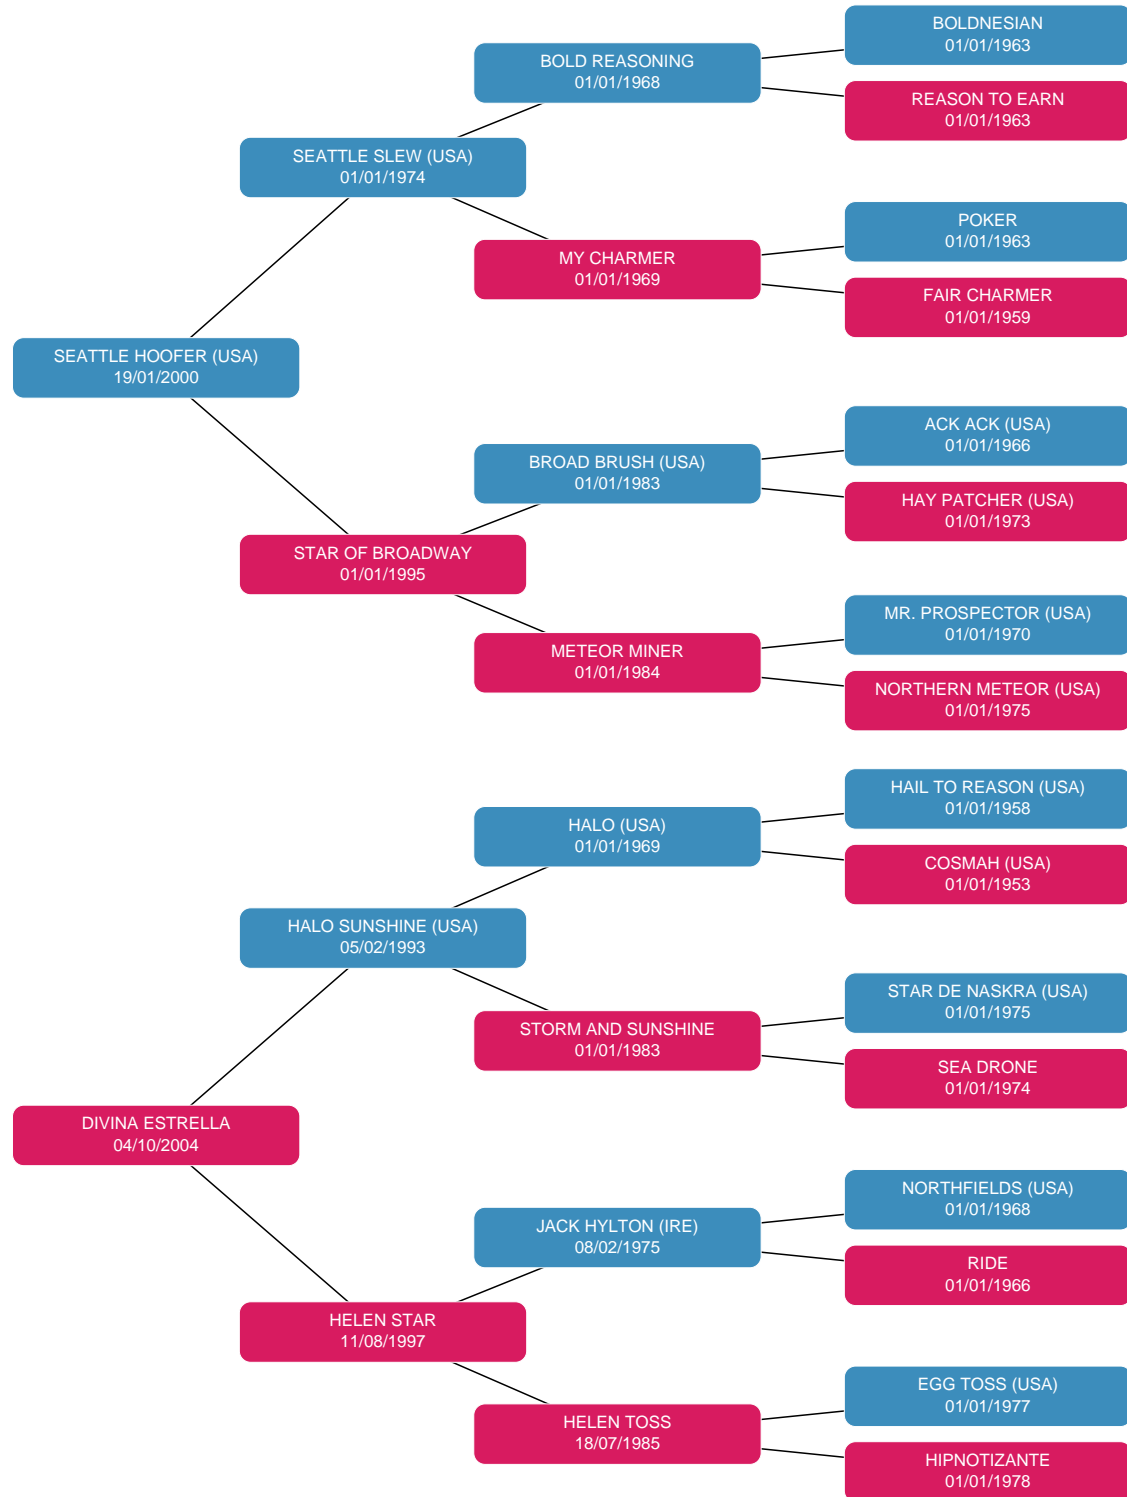 BOLDNESIAN
01/01/1963
BOLD REASONING
01/01/1968
REASON TO EARN
01/01/1963
SEATTLE SLEW (USA)
01/01/1974
POKER
01/01/1963
MY CHARMER
01/01/1969
FAIR CHARMER
01/01/1959
SEATTLE HOOFER (USA)
19/01/2000
ACK ACK (USA)
01/01/1966
BROAD BRUSH (USA)
01/01/1983
HAY PATCHER (USA)
01/01/1973
STAR OF BROADWAY
01/01/1995
MR. PROSPECTOR (USA)
01/01/1970
METEOR MINER
01/01/1984
NORTHERN METEOR (USA)
01/01/1975
HAIL TO REASON (USA)
01/01/1958
HALO (USA)
01/01/1969
COSMAH (USA)
01/01/1953
HALO SUNSHINE (USA)
05/02/1993
STAR DE NASKRA (USA)
01/01/1975
STORM AND SUNSHINE
01/01/1983
SEA DRONE
01/01/1974
DIVINA ESTRELLA
04/10/2004
NORTHFIELDS (USA)
01/01/1968
JACK HYLTON (IRE)
08/02/1975
RIDE
01/01/1966
HELEN STAR
11/08/1997
EGG TOSS (USA)
01/01/1977
HELEN TOSS
18/07/1985
HIPNOTIZANTE
01/01/1978